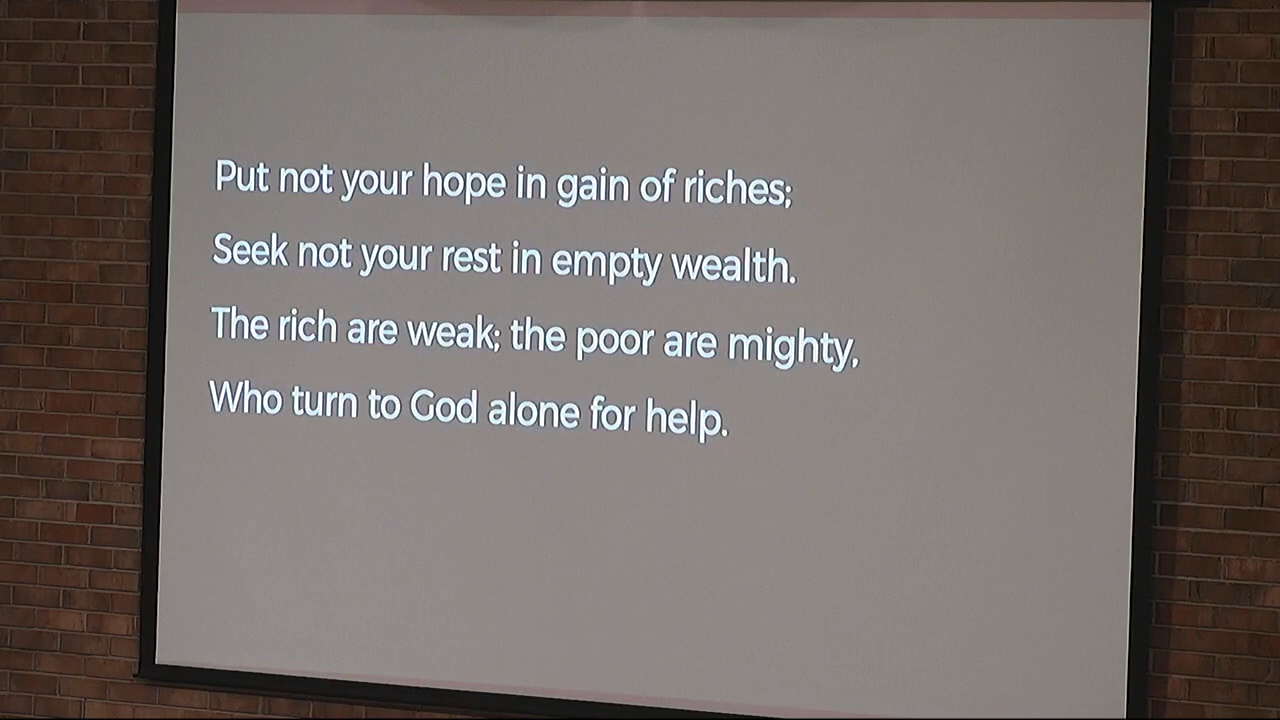 Put not your hope in gain of riches;
Seek not your rest in empty wealth.
The rich are weak; the poor are mighty,
Who turn to God alone for help.